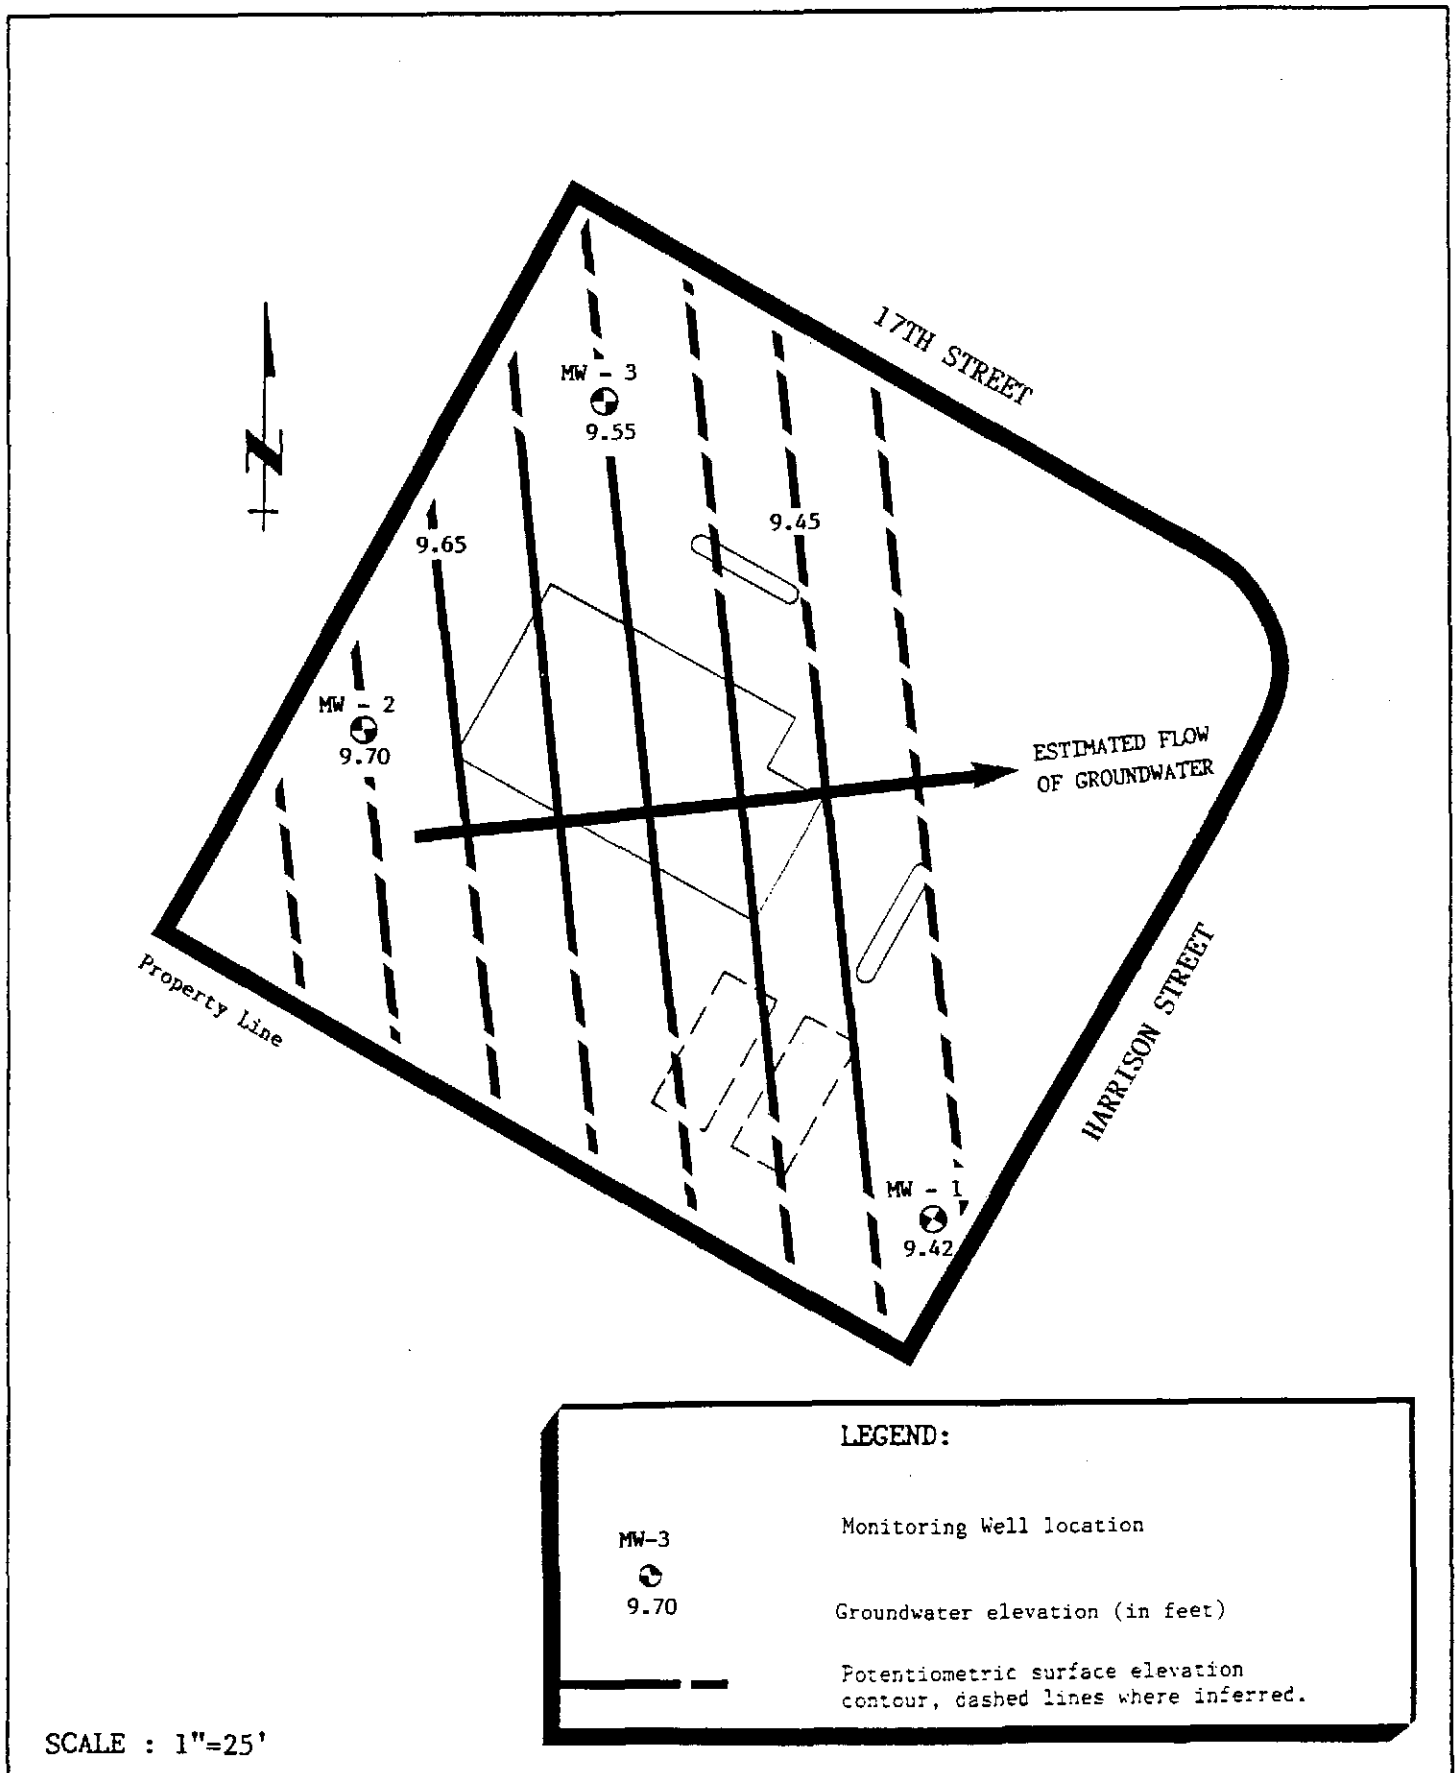 17TH STREET
MW - 3
9.55
N
9.45
9.65
MW - 2
9.70
ESTIMATED FLOW
OF GROUNDWATER
Property Line
HARRISON STREET
MW - 1
9.42
LEGEND:
Monitoring Well location
MW-3
9.70
Groundwater elevation (in feet)
Potentiometric surface elevation
contour, dashed lines where inferred.
SCALE : 1"=25'